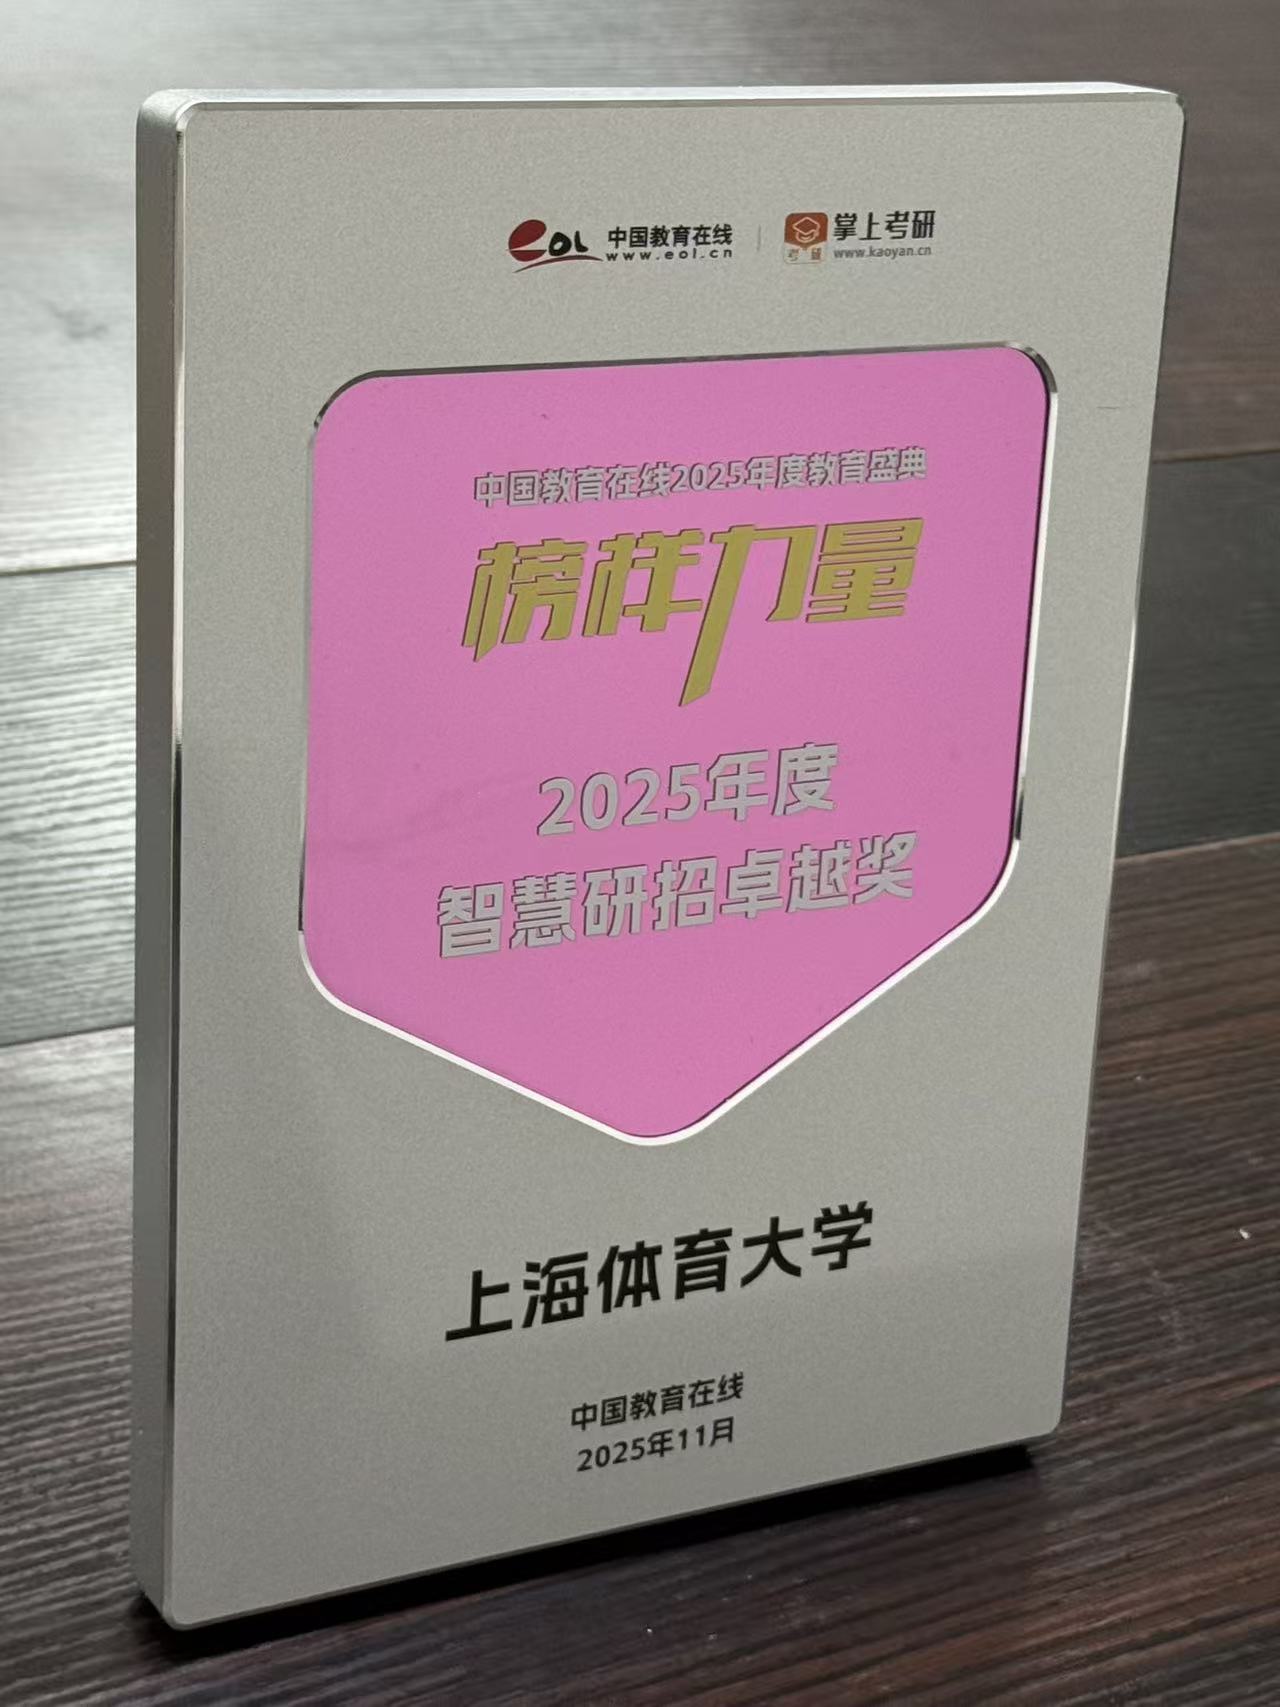 EOL 中国教育在线 | 掌上考研
www.eol.cn 考研 www.kaoyan.cn
中国教育在线2025年度教育盛典
榜样力量
2025年度
智慧研招卓越奖
上海体育大学
中国教育在线
2025年11月